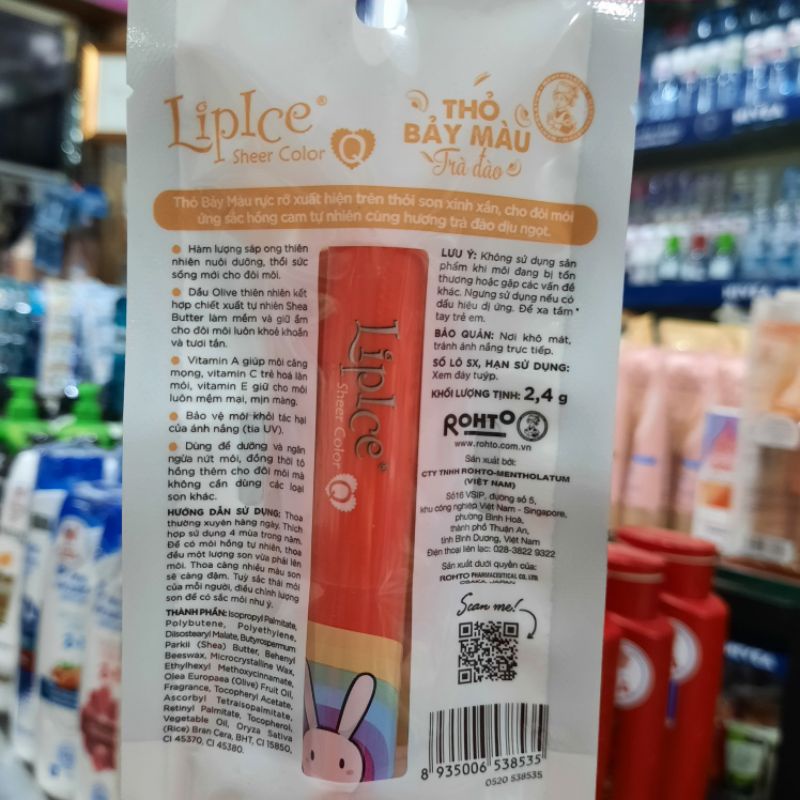 LipIce®
Sheer Color Q
THỎ
BẢY MÀU
Trà đào
Thỏ Bảy Màu rực rỡ xuất hiện trên thỏi son xinh xắn, cho đôi môi
ửng sắc hồng cam tự nhiên cùng hương trà đào dịu ngọt.
Hàm lượng sáp ong thiên
nhiên nuôi dưỡng, thổi sức
sống mới cho đôi môi.
Dầu Olive thiên nhiên kết
hợp chiết xuất tự nhiên Shea
Butter làm mềm và giữ ẩm
cho đôi môi luôn khoẻ khoắn
và tươi tắn.
Vitamin A giúp môi căng
mọng, vitamin C trẻ hoá làn
môi, vitamin E giữ cho môi
luôn mềm mại, mịn màng.
Bảo vệ môi khỏi tác hại
của ánh nắng (tia UV).
Dùng để dưỡng và ngăn
ngừa nứt môi, đồng thời tô
hồng thêm cho đôi môi mà
không cần dùng các loại
son khác.
HƯỚNG DẪN SỬ DỤNG: Thoa
thường xuyên hàng ngày. Thích
hợp sử dụng 4 mùa trong năm.
Để có môi hồng tự nhiên, thoa
đều một lượng son vừa phải lên
môi. Thoa càng nhiều màu son
sẽ càng đậm. Tuỳ sắc thái môi
của mỗi người, điều chỉnh lượng
son để có sắc môi như ý.
THÀNH PHẦN: Isopropyl Palmitate,
Polybutene, Polyethylene,
Diisostearyl Malate, Butyrospermum
Parkii (Shea) Butter, Behenyl
Beeswax, Microcrystalline Wax,
Ethylhexyl Methoxycinnamate,
Olea Europaea (Olive) Fruit Oil,
Fragrance, Tocopheryl Acetate,
Ascorbyl Tetraisopalmitate,
Retinyl Palmitate, Tocopherol,
Vegetable Oil, Oryza Sativa
(Rice) Bran Cera, BHT, CI 15850,
CI 45370, CI 45380.
LipIce®
Sheer Color Q
LƯU Ý: Không sử dụng sản
phẩm khi môi đang bị tổn
thương hoặc gặp các vấn đề
khác. Ngưng sử dụng nếu có
dấu hiệu dị ứng. Để xa tầm
tay trẻ em.
BẢO QUẢN: Nơi khô mát,
tránh ánh nắng trực tiếp.
SỐ LÔ SX, HẠN SỬ DỤNG:
Xem đáy tuýp.
KHỐI LƯỢNG TỊNH: 2,4 g
ROHTO
www.rohto.com.vn
Sản xuất bởi:
CTY TNHH ROHTO-MENTHOLATUM
(VIỆT NAM)
Số 16 VSIP, đường số 5,
khu công nghiệp Việt Nam - Singapore,
phường Bình Hoà,
thành phố Thuận An,
tỉnh Bình Dương, Việt Nam
Điện thoại liên lạc: 028-3822 9322
Sản xuất dưới quyền của:
ROHTO PHARMACEUTICAL CO. LTD
OSAKA, JAPAN
Scan me!
8 935006 538535
0520 538535
NIVEA